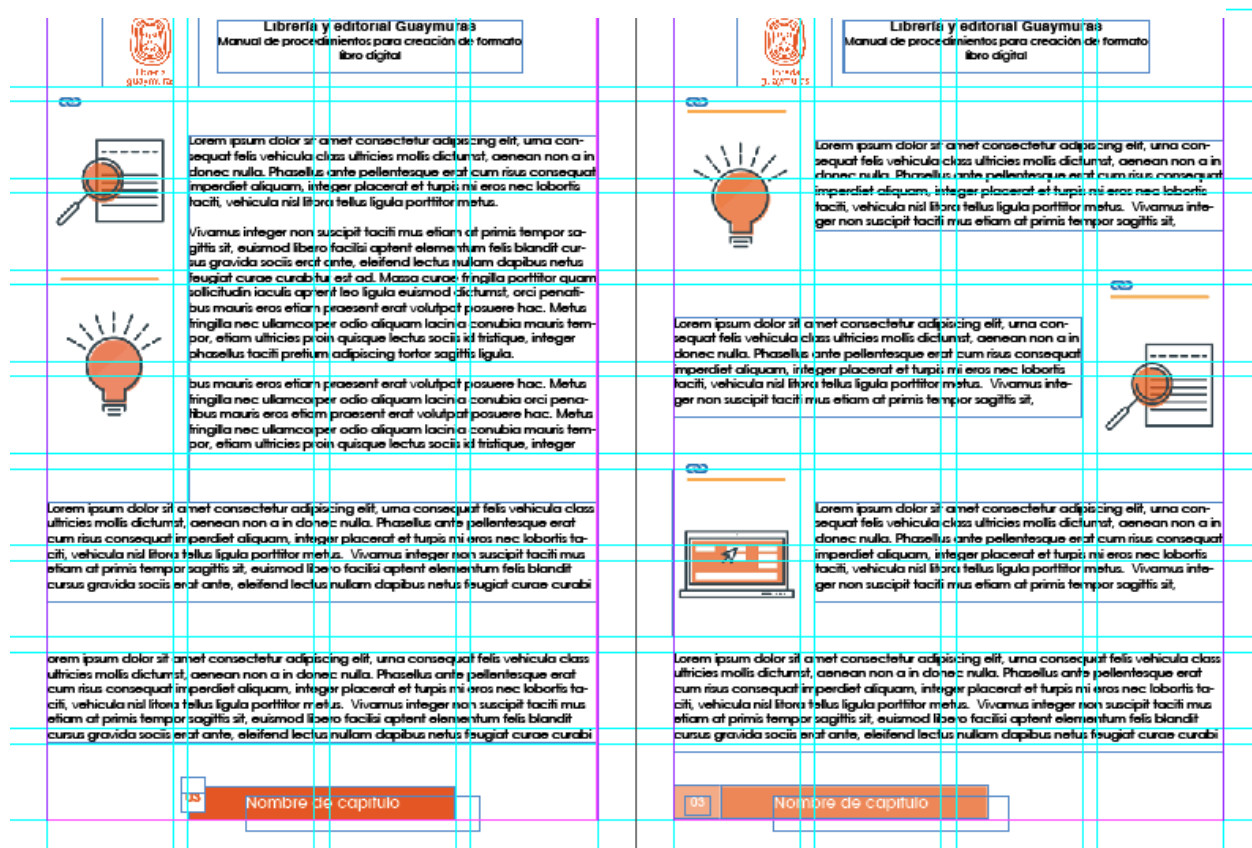 Librería y editorial Guaymuras
Manual de procedimientos para creación de formato
libro digital
Librería
guaymuras
Lorem ipsum dolor sit amet consectetur adipiscing elit, urna con-
sequat felis vehicula class ultricies mollis dictumst, aenean non a in
donec nulla. Phasellus ante pellentesque erat cum risus consequat
imperdiet aliquam, integer placerat et turpis mi eros nec lobortis
taciti, vehicula nisl litora tellus ligula porttitor metus.
Vivamus integer non suscipit taciti mus etiam at primis tempor sa-
gittis sit, euismod libero facilisi aptent elementum felis blandit cur-
sus gravida sociis erat ante, eleifend lectus nullam dapibus netus
feugiat curae curabitur est ad. Massa curae fringilla porttitor quam
sollicitudin iaculis aptent leo ligula euismod dictumst, orci penati-
bus mauris eros etiam praesent erat volutpat posuere hac. Metus
fringilla nec ullamcorper odio aliquam lacinia conubia mauris tem-
por, etiam ultricies proin quisque lectus sociis id tristique, integer
phasellus taciti pretium adipiscing tortor sagittis ligula.
bus mauris eros etiam praesent erat volutpat posuere hac. Metus
fringilla nec ullamcorper odio aliquam lacinia conubia orci pena-
tibus mauris eros etiam praesent erat volutpat posuere hac. Metus
fringilla nec ullamcorper odio aliquam lacinia conubia mauris tem-
por, etiam ultricies proin quisque lectus sociis id tristique, integer
Lorem ipsum dolor sit amet consectetur adipiscing elit, urna consequat felis vehicula class
ultricies mollis dictumst, aenean non a in donec nulla. Phasellus ante pellentesque erat
cum risus consequat imperdiet aliquam, integer placerat et turpis mi eros nec lobortis ta-
citi, vehicula nisl litora tellus ligula porttitor metus. Vivamus integer non suscipit taciti mus
etiam at primis tempor sagittis sit, euismod libero facilisi aptent elementum felis blandit
cursus gravida sociis erat ante, eleifend lectus nullam dapibus netus feugiat curae curabi
orem ipsum dolor sit amet consectetur adipiscing elit, urna consequat felis vehicula class
ultricies mollis dictumst, aenean non a in donec nulla. Phasellus ante pellentesque erat
cum risus consequat imperdiet aliquam, integer placerat et turpis mi eros nec lobortis ta-
citi, vehicula nisl litora tellus ligula porttitor metus. Vivamus integer non suscipit taciti mus
etiam at primis tempor sagittis sit, euismod libero facilisi aptent elementum felis blandit
cursus gravida sociis erat ante, eleifend lectus nullam dapibus netus feugiat curae curabi
03
Nombre de capitulo
Librería y editorial Guaymuras
Manual de procedimientos para creación de formato
libro digital
Librería
guaymuras
Lorem ipsum dolor sit amet consectetur adipiscing elit, urna con-
sequat felis vehicula class ultricies mollis dictumst, aenean non a in
donec nulla. Phasellus ante pellentesque erat cum risus consequat
imperdiet aliquam, integer placerat et turpis mi eros nec lobortis
taciti, vehicula nisl litora tellus ligula porttitor metus. Vivamus inte-
ger non suscipit taciti mus etiam at primis tempor sagittis sit,
Lorem ipsum dolor sit amet consectetur adipiscing elit, urna con-
sequat felis vehicula class ultricies mollis dictumst, aenean non a in
donec nulla. Phasellus ante pellentesque erat cum risus consequat
imperdiet aliquam, integer placerat et turpis mi eros nec lobortis
taciti, vehicula nisl litora tellus ligula porttitor metus. Vivamus inte-
ger non suscipit taciti mus etiam at primis tempor sagittis sit,
Lorem ipsum dolor sit amet consectetur adipiscing elit, urna con-
sequat felis vehicula class ultricies mollis dictumst, aenean non a in
donec nulla. Phasellus ante pellentesque erat cum risus consequat
imperdiet aliquam, integer placerat et turpis mi eros nec lobortis
taciti, vehicula nisl litora tellus ligula porttitor metus. Vivamus inte-
ger non suscipit taciti mus etiam at primis tempor sagittis sit,
Lorem ipsum dolor sit amet consectetur adipiscing elit, urna consequat felis vehicula class
ultricies mollis dictumst, aenean non a in donec nulla. Phasellus ante pellentesque erat
cum risus consequat imperdiet aliquam, integer placerat et turpis mi eros nec lobortis ta-
citi, vehicula nisl litora tellus ligula porttitor metus. Vivamus integer non suscipit taciti mus
etiam at primis tempor sagittis sit, euismod libero facilisi aptent elementum felis blandit
cursus gravida sociis erat ante, eleifend lectus nullam dapibus netus feugiat curae curabi
03
Nombre de capitulo